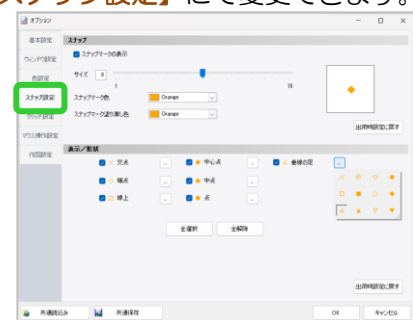 スナップ設定】にて変更できます。
オプション
基本設定
スナップ
ウィンドウ設定
スナップマークの表示
色設定
サイズ 8
1 15
スナップ設定
スナップマーク色 Orange
グリッド設定
スナップマーク塗り潰し色 Orange
マウス操作設定
出荷時設定に戻す
作図設定
表示/形状
交点 中心点 垂線の足
端点 中点
線上 点
全選択 全解除
出荷時設定に戻す
共通読込み 共通保存 OK キャンセル